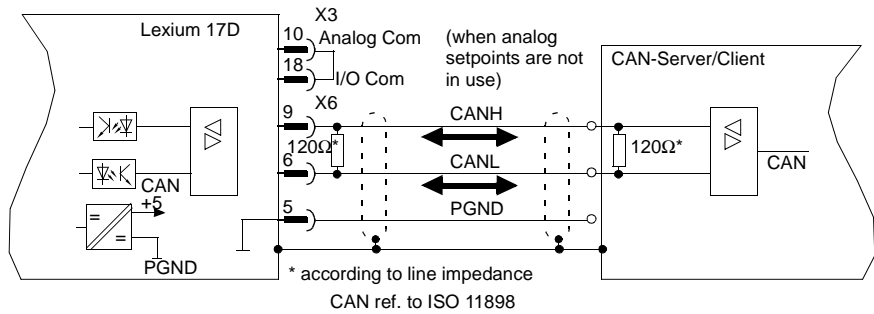 Lexium 17D
X3
10
Analog Com
18
I/O Com
(when analog
setpoints are not
in use)
CAN-Server/Client
X6
9
CANH
120Ω*
120Ω*
6
CANL
CAN
CAN
+5
=
=
5
PGND
PGND
* according to line impedance
CAN ref. to ISO 11898